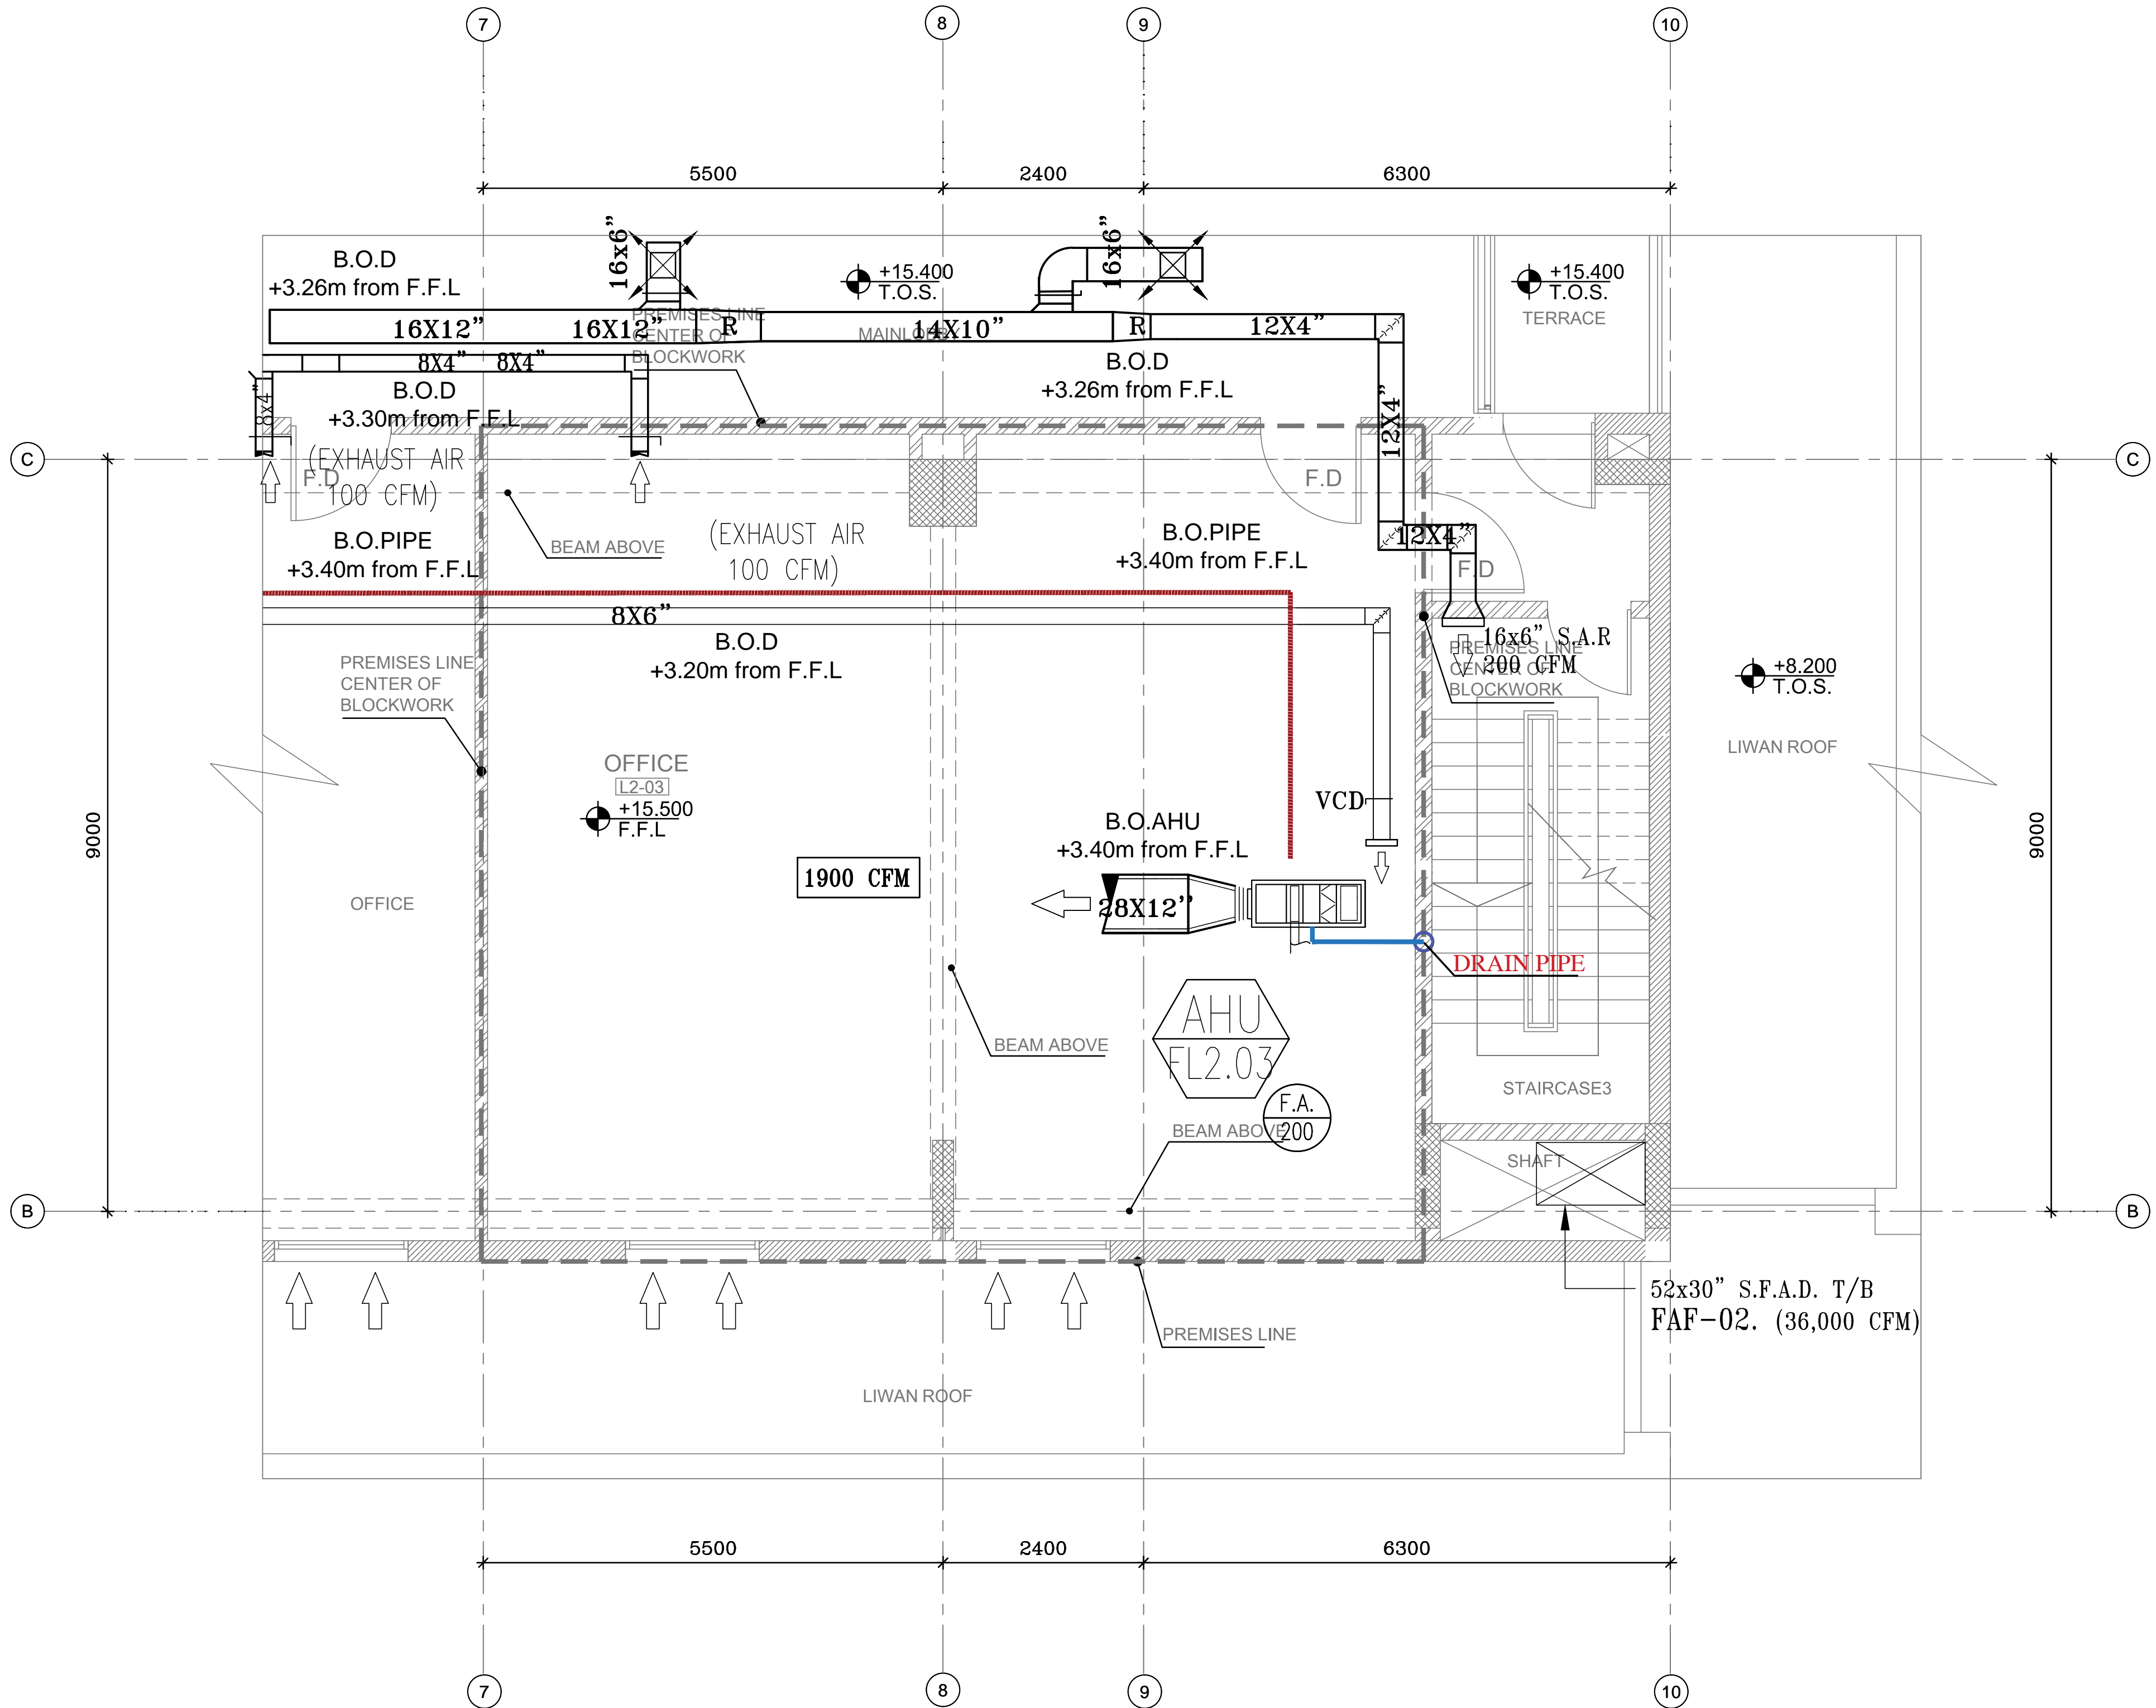 7
8
9
10
5500
2400
6300
B.O.D
+3.26m from F.F.L
16x6”
16x6”
+15.400
T.O.S.
+15.400
T.O.S.
TERRACE
16X12”
16X12”
R
14X10”
R
12X4”
PREMISES LINE
CENTER OF
BLOCKWORK
8X4”
8X4”
8x4”
B.O.D
+3.30m from F.F.L
B.O.D
+3.26m from F.F.L
12X4”
C
C
(EXHAUST AIR
100 CFM)
F.D
F.D
BEAM ABOVE
(EXHAUST AIR
100 CFM)
B.O.PIPE
+3.40m from F.F.L
B.O.PIPE
+3.40m from F.F.L
12X4”
F.D
8X6”
B.O.D
+3.20m from F.F.L
PREMISES LINE
CENTER OF
BLOCKWORK
16x6” S.A.R
200 CFM
PREMISES LINE
CENTER OF
BLOCKWORK
+8.200
T.O.S.
LIWAN ROOF
OFFICE
L2-03
+15.500
F.F.L
VCD
B.O.AHU
+3.40m from F.F.L
9000
9000
1900 CFM
OFFICE
28X12”
DRAIN PIPE
AHU
FL2.03
BEAM ABOVE
F.A.
200
BEAM ABOVE
STAIRCASE3
SHAFT
B
B
52x30” S.F.A.D. T/B
FAF-02. (36,000 CFM)
PREMISES LINE
LIWAN ROOF
5500
2400
6300
7
8
9
10